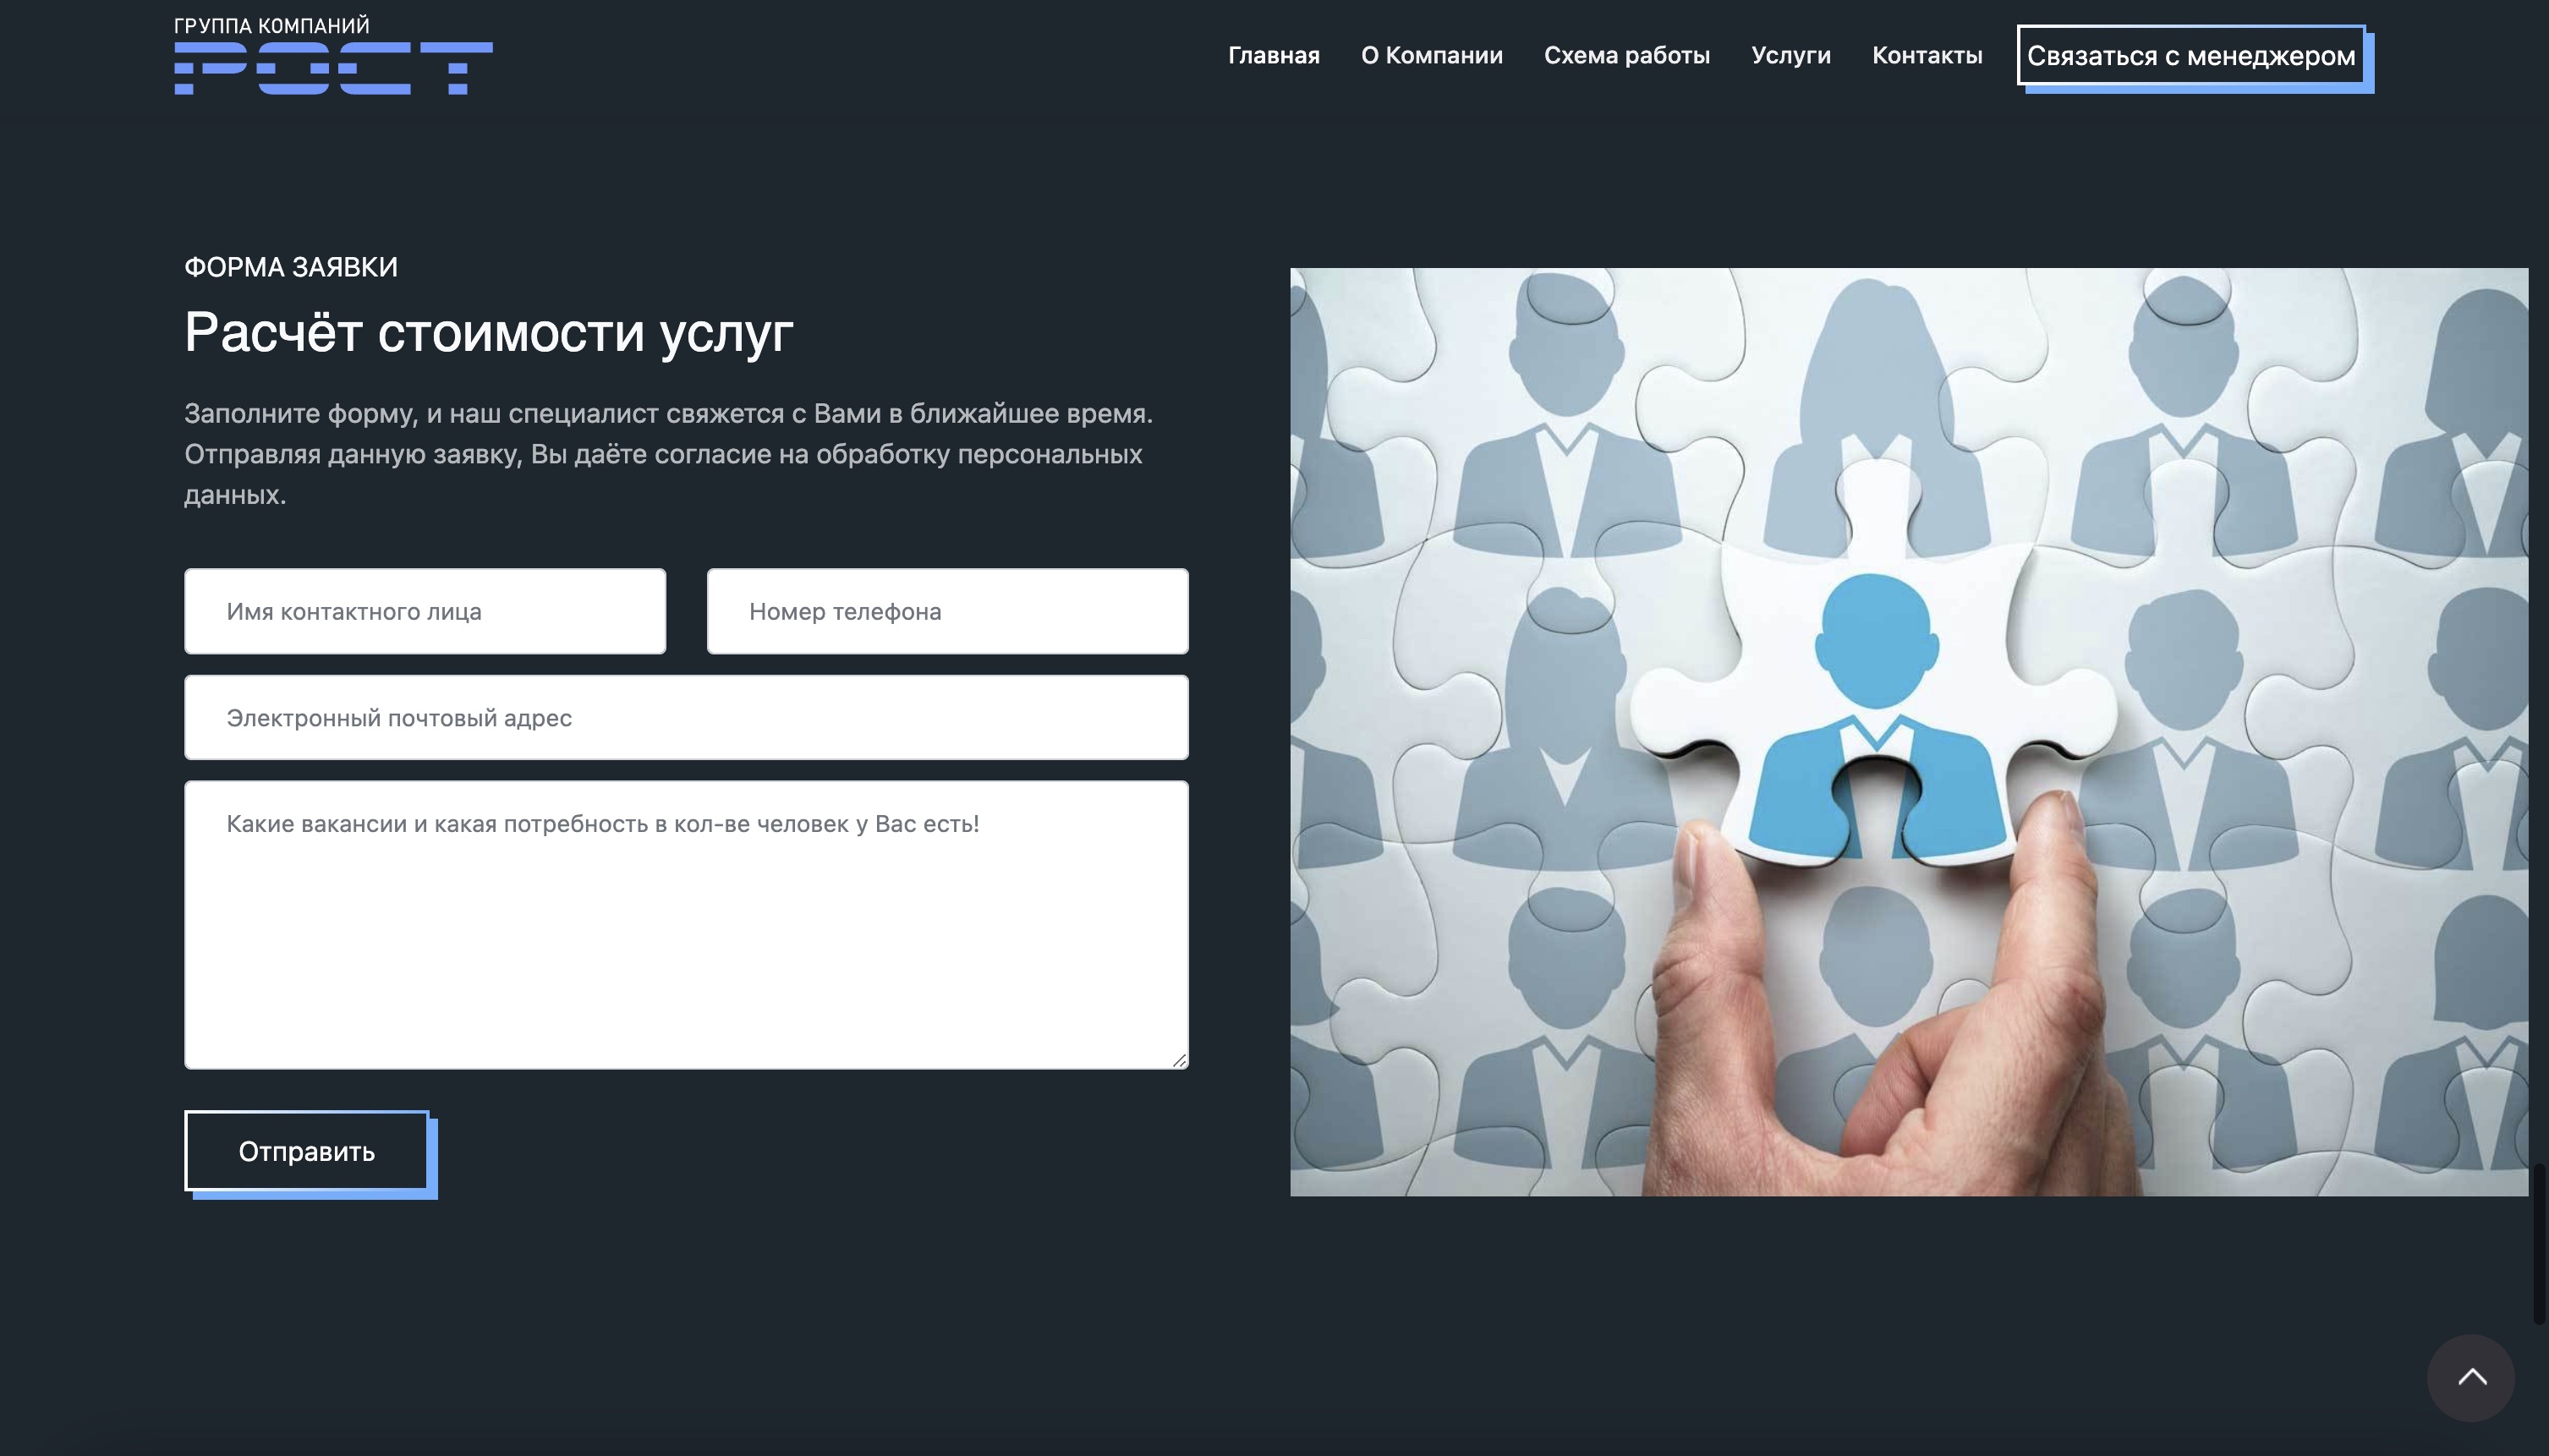 ГРУППА КОМПАНИЙ
РОСТ
Главная
О Компании
Схема работы
Услуги
Контакты
Связаться с менеджером
ФОРМА ЗАЯВКИ
Расчёт стоимости услуг
Заполните форму, и наш специалист свяжется с Вами в ближайшее время.
Отправляя данную заявку, Вы даёте согласие на обработку персональных
данных.
Имя контактного лица
Номер телефона
Электронный почтовый адрес
Какие вакансии и какая потребность в кол-ве человек у Вас есть!
Отправить